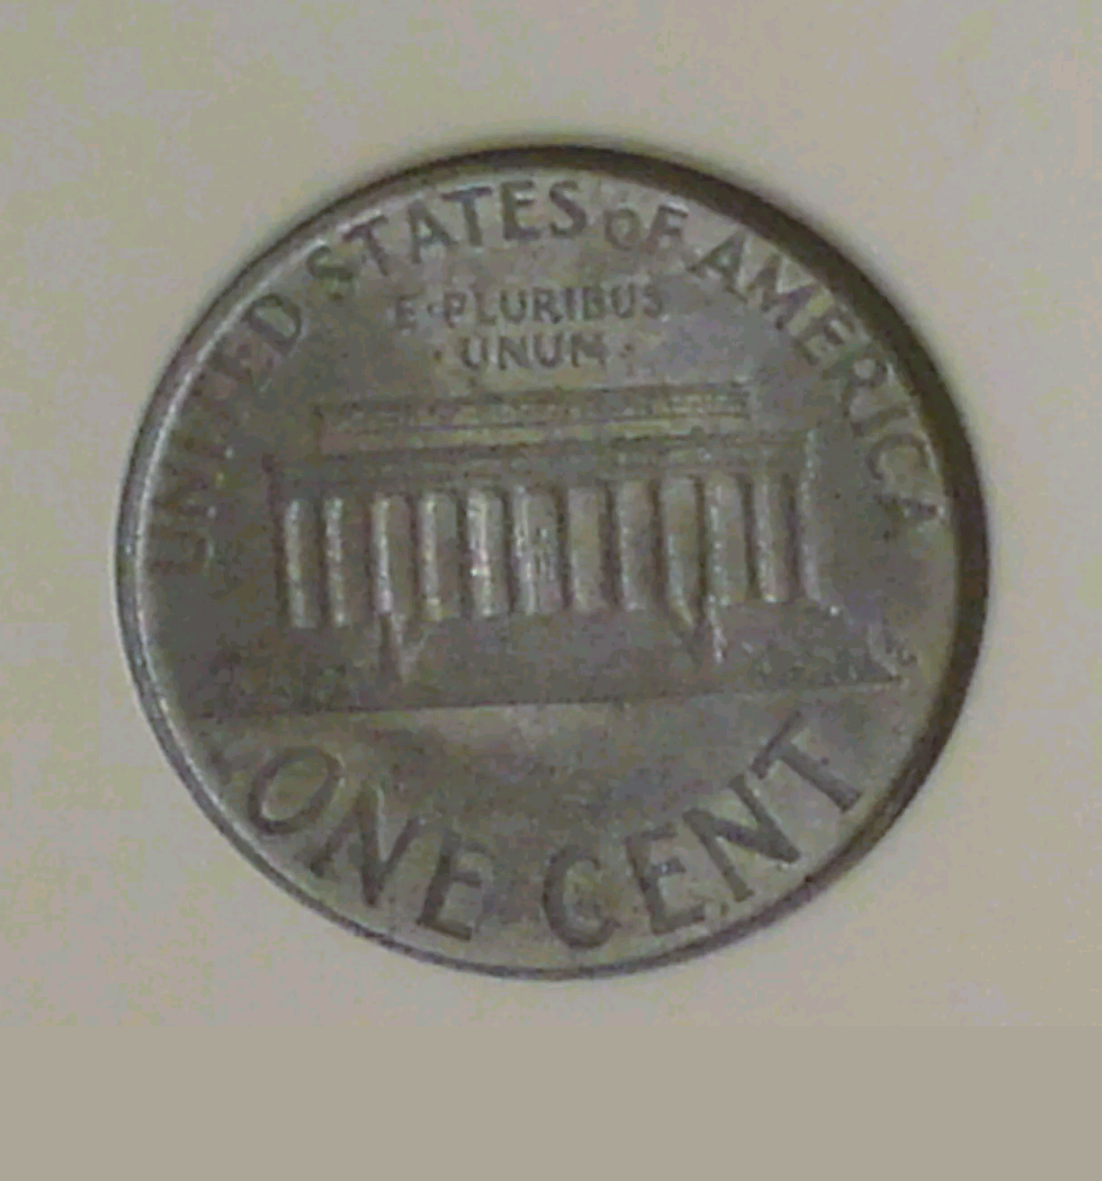 UNITED STATES OF AMERICA
E·PLURIBUS
·UNUM·
ONE CENT